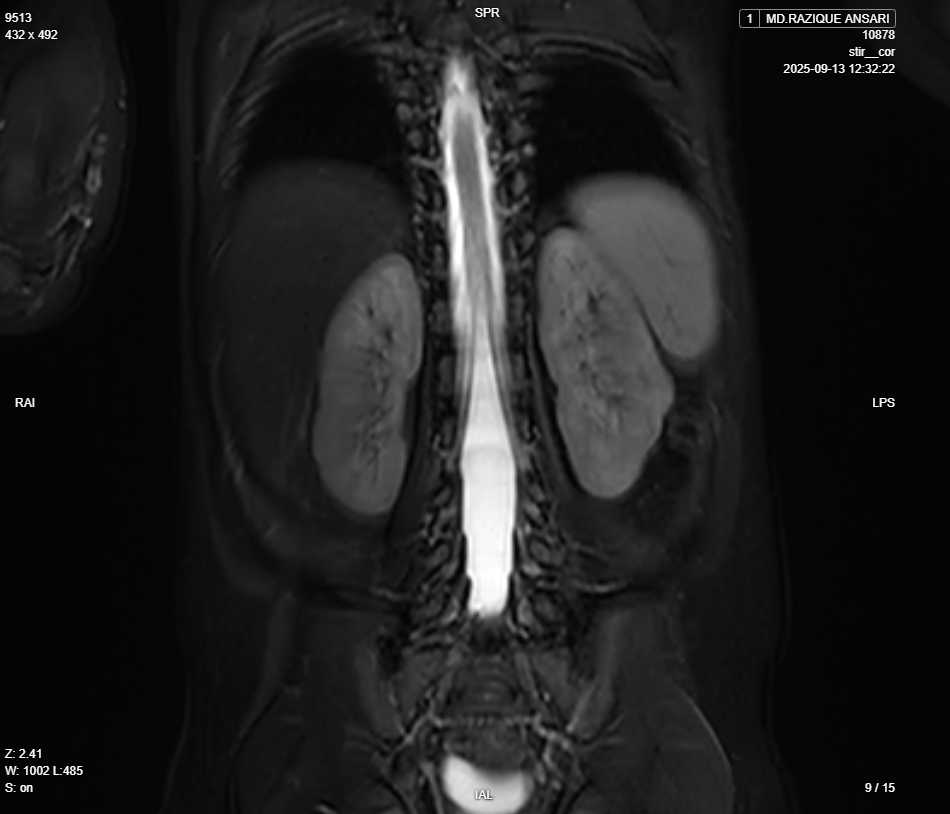 9513
432 x 492
SPR
1 MD.RAZIQUE ANSARI
10878
stir__cor
2025-09-13 12:32:22
RAI
LPS
Z: 2.41
W: 1002 L:485
S: on
IAL
9 / 15